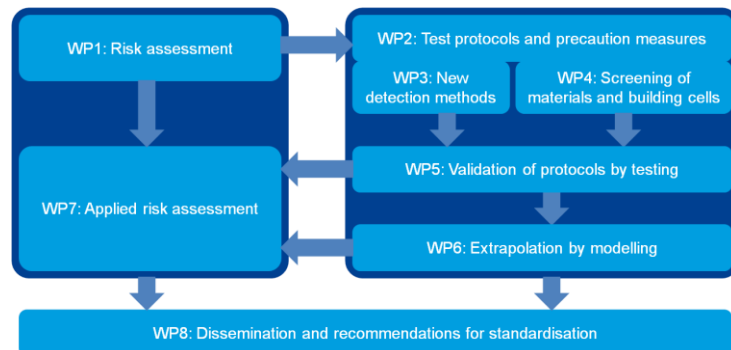 WP1: Risk assessment
WP2: Test protocols and precaution measures
WP3: New
detection methods
WP4: Screening of
materials and building cells
WP5: Validation of protocols by testing
WP7: Applied risk assessment
WP6: Extrapolation by modelling
WP8: Dissemination and recommendations for standardisation